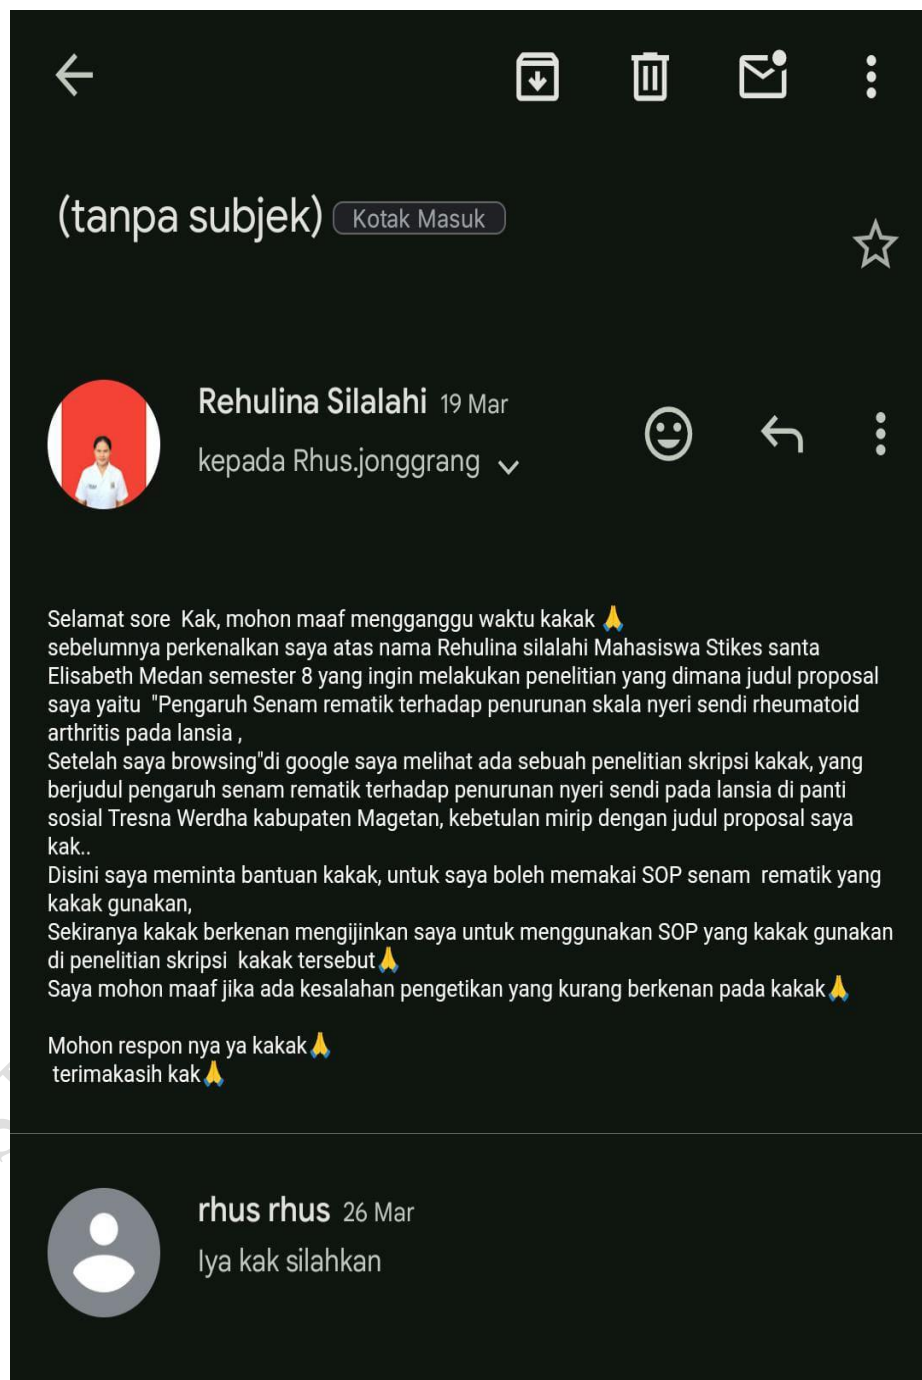 (tanpa subjek) Kotak Masuk
Rehulina Silalahi 19 Mar
kepada Rhus.jonggrang
Selamat sore  Kak, mohon maaf mengganggu waktu kakak 🙏
sebelumnya perkenalkan saya atas nama Rehulina silalahi Mahasiswa Stikes santa
Elisabeth Medan semester 8 yang ingin melakukan penelitian yang dimana judul proposal
saya yaitu  "Pengaruh Senam rematik terhadap penurunan skala nyeri sendi rheumatoid
arthritis pada lansia ,
Setelah saya browsing"di google saya melihat ada sebuah penelitian skripsi kakak, yang
berjudul pengaruh senam rematik terhadap penurunan nyeri sendi pada lansia di panti
sosial Tresna Werdha kabupaten Magetan, kebetulan mirip dengan judul proposal saya
kak..
Disini saya meminta bantuan kakak, untuk saya boleh memakai SOP senam  rematik yang
kakak gunakan,
Sekiranya kakak berkenan mengijinkan saya untuk menggunakan SOP yang kakak gunakan
di penelitian skripsi  kakak tersebut🙏
Saya mohon maaf jika ada kesalahan pengetikan yang kurang berkenan pada kakak🙏
Mohon respon nya ya kakak🙏
terimakasih kak🙏
rhus rhus 26 Mar
Iya kak silahkan